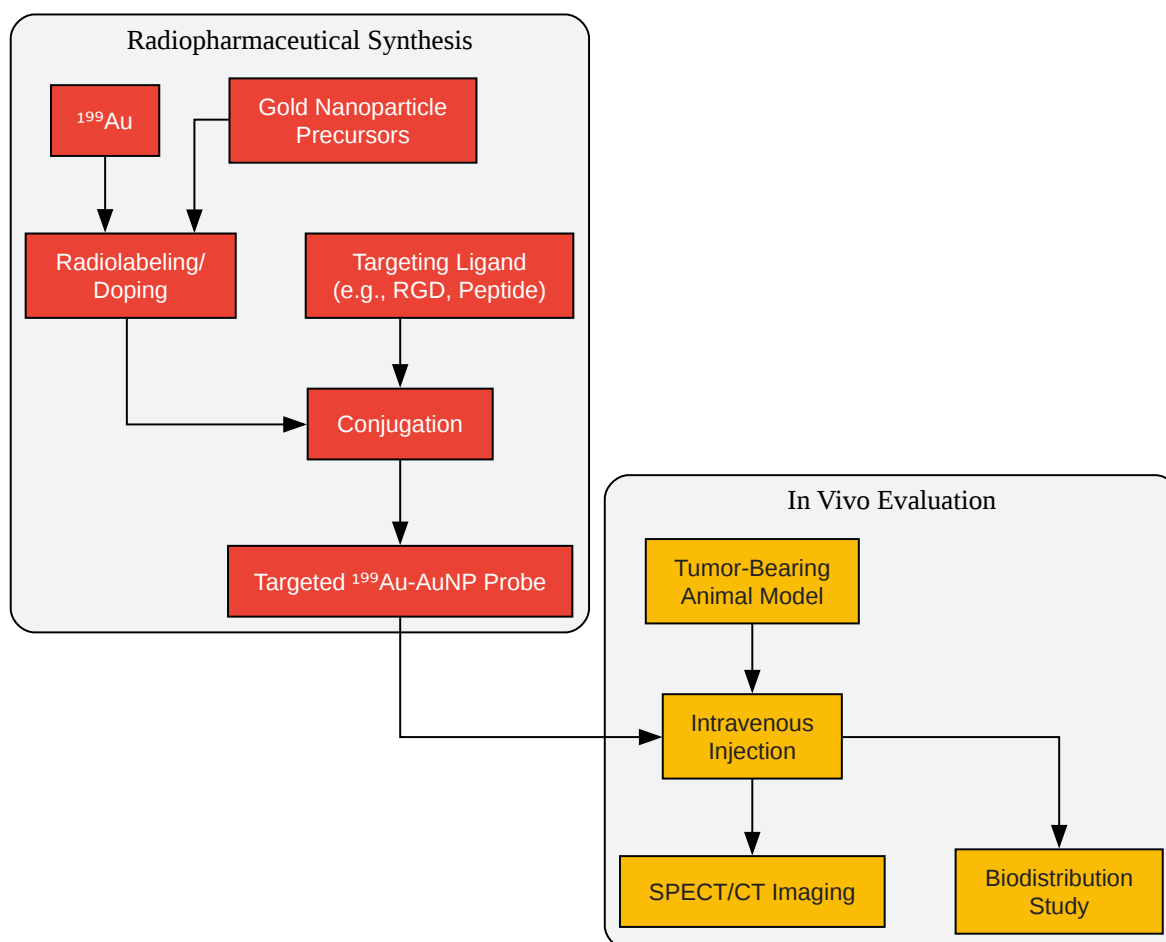 Radiopharmaceutical Synthesis
¹⁹⁹Au
Gold Nanoparticle
Precursors
Radiolabeling/
Doping
Targeting Ligand
(e.g., RGD, Peptide)
Conjugation
Targeted ¹⁹⁹Au-AuNP Probe
In Vivo Evaluation
Tumor-Bearing
Animal Model
Intravenous
Injection
SPECT/CT Imaging
Biodistribution
Study